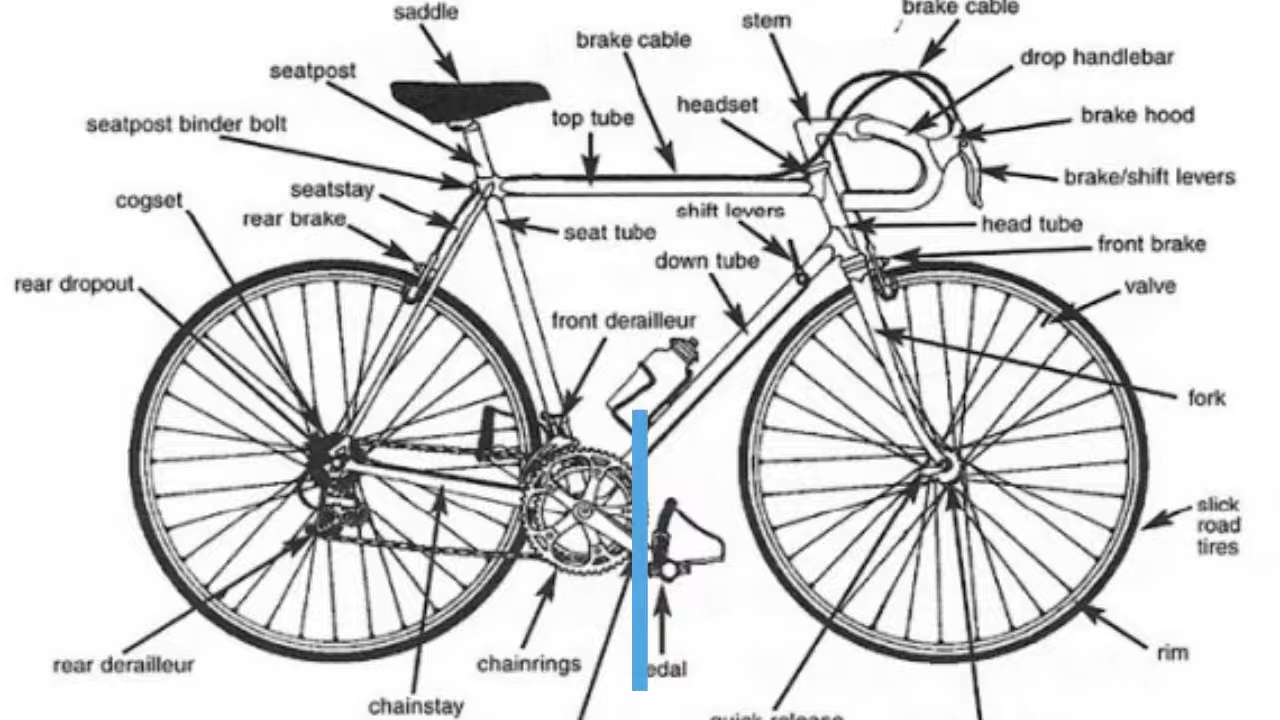 saddle
brake cable
stem
brake cable
seatpost
drop handlebar
headset
seatpost binder bolt
top tube
brake hood
brake/shift levers
seatstay
cogset
shift levers
rear brake
seat tube
head tube
front brake
down tube
rear dropout
valve
front derailleur
fork
slick
road
tires
rear derailleur
chainrings
edal
rim
chainstay
quick release